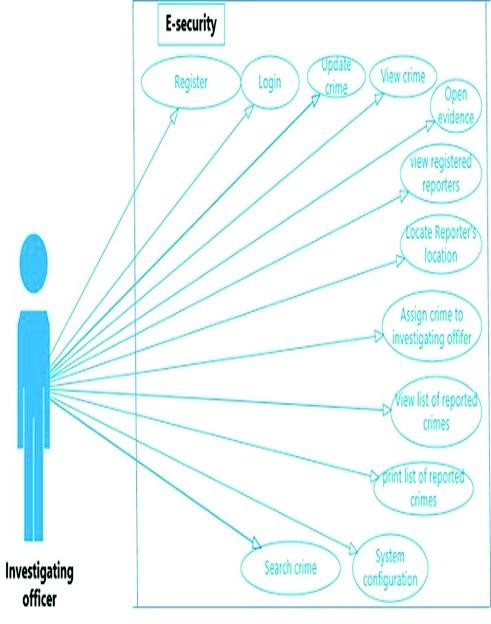 E-security
Register
Login
Update
crime
View crime
Open
evidence
view registered
reporters
Locate Reporter's
location
Assign crime to
investigating offifer
View list of reported
crimes
print list of reported
crimes
System
configuration
Search crime
Investigating
officer